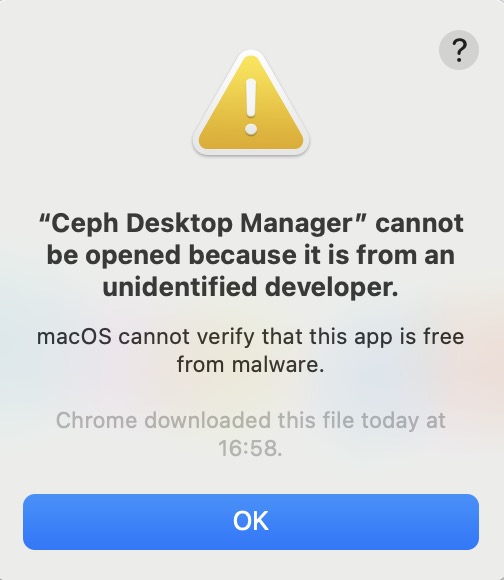 ?
“Ceph Desktop Manager” cannot
be opened because it is from an
unidentified developer.
macOS cannot verify that this app is free
from malware.
Chrome downloaded this file today at
16:58.
OK